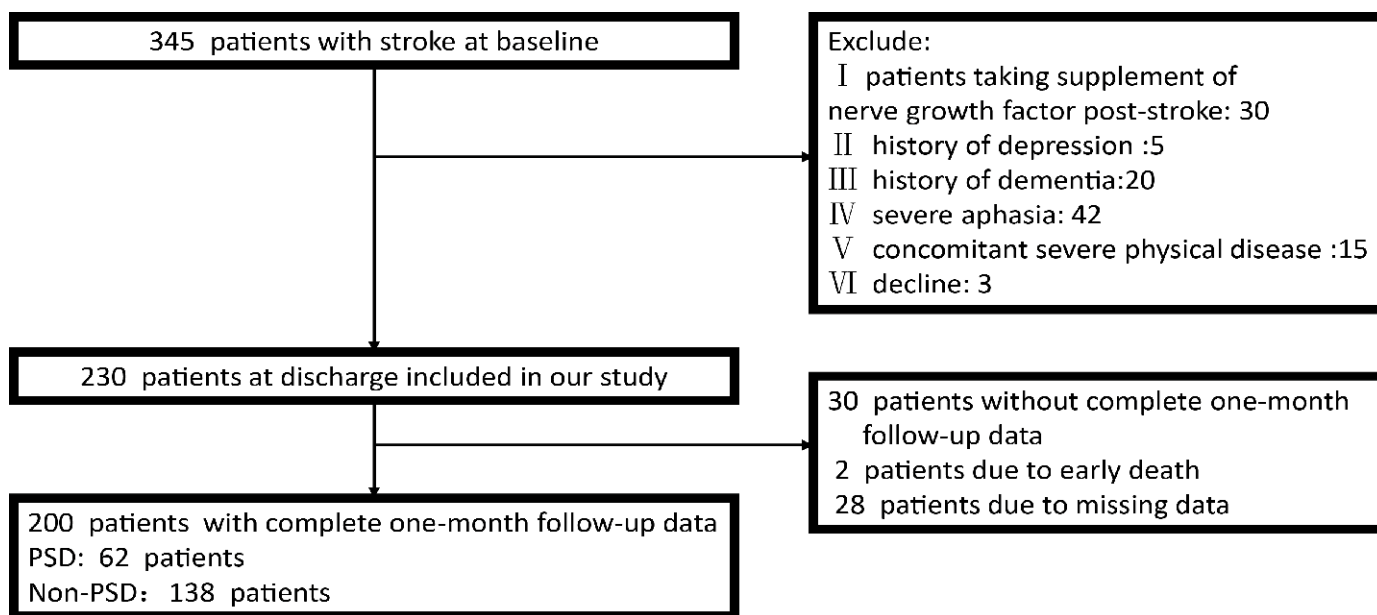 345 patients with stroke at baseline
Exclude:
Ⅰ patients taking supplement of
nerve growth factor post-stroke: 30
Ⅱ history of depression :5
Ⅲ history of dementia:20
Ⅳ severe aphasia: 42
Ⅴ concomitant severe physical disease :15
Ⅵ decline: 3
230 patients at discharge included in our study
30 patients without complete one-month
follow-up data
2 patients due to early death
28 patients due to missing data
200 patients with complete one-month follow-up data
PSD: 62 patients
Non-PSD： 138 patients